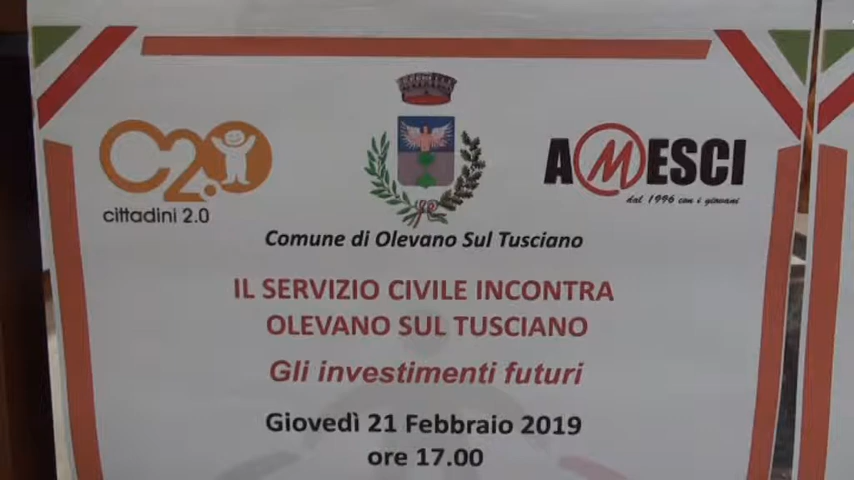 C2.0
cittadini 2.0
AMESCI
dal 1996 con i giovani
Comune di Olevano Sul Tusciano
IL SERVIZIO CIVILE INCONTRA
OLEVANO SUL TUSCIANO
Gli investimenti futuri
Giovedì 21 Febbraio 2019
ore 17.00